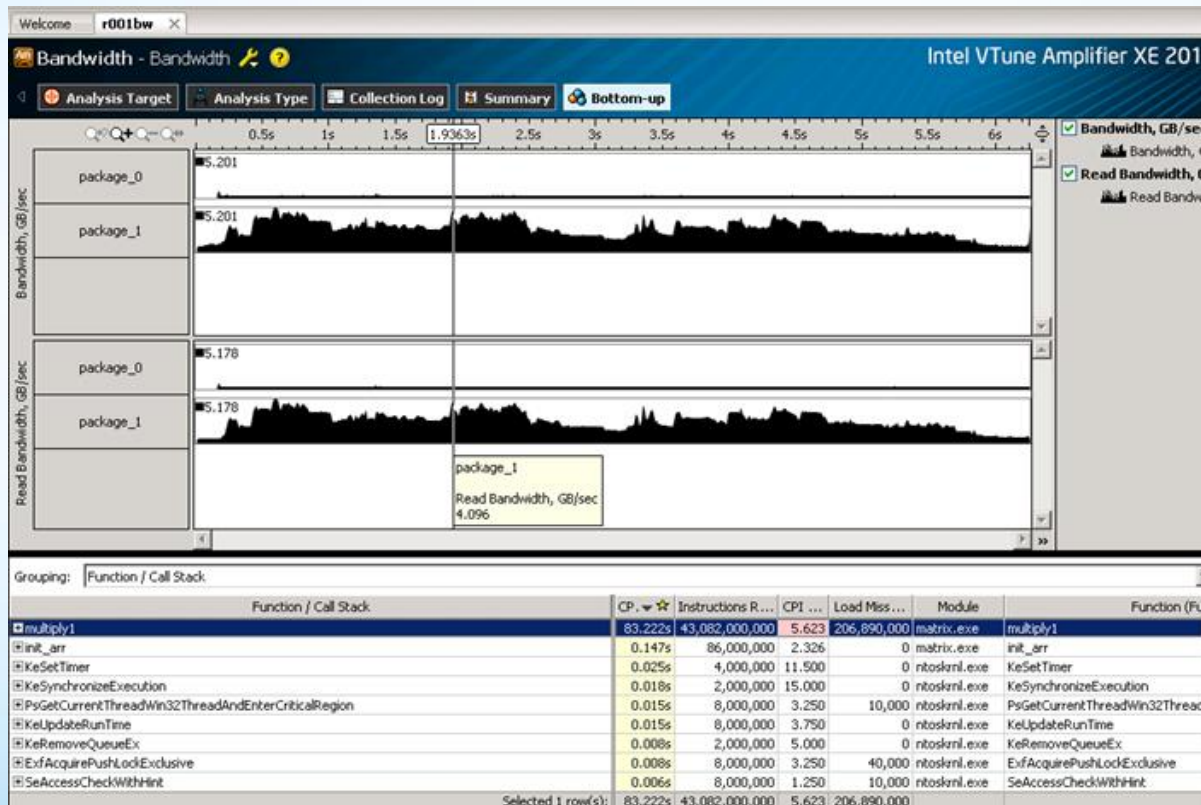 Welcome r001bw
Bandwidth - Bandwidth ? Intel VTune Amplifier XE 201
Analysis Target Analysis Type Collection Log Summary Bottom-up
0.5s 1s 1.5s 1.9363s 2.5s 3s 3.5s 4s 4.5s 5s 5.5s 6s
Bandwidth, GB/sec
package_0
5.201
package_1
5.201
Read Bandwidth, GB/sec
package_0
5.178
package_1
5.178
package_1
Read Bandwidth, GB/sec
4.096
Bandwidth, GB/sec
Bandwidth,
Read Bandwidth,
Read
Grouping: Function / Call Stack
Function / Call Stack CP. Instructions R... CPI ... Load Miss... Module Function (Fu
multiply1 83.222s 43,082,000,000 5.623 206,890,000 matrix.exe multiply1
init_arr 0.147s 86,000,000 2.326 0 matrix.exe init_arr
KeSetTimer 0.025s 4,000,000 11.500 0 ntoskrnl.exe KeSetTimer
KeSynchronizeExecution 0.018s 2,000,000 15.000 0 ntoskrnl.exe KeSynchronizeExecution
PsGetCurrentThreadWin32ThreadAndEnterCriticalRegion 0.015s 8,000,000 3.250 10,000 ntoskrnl.exe PsGetCurrentThreadWin32Thread
KeUpdateRunTime 0.015s 8,000,000 3.750 0 ntoskrnl.exe KeUpdateRunTime
KeRemoveQueueEx 0.008s 2,000,000 5.000 0 ntoskrnl.exe KeRemoveQueueEx
ExfAcquirePushLockExclusive 0.008s 8,000,000 3.250 40,000 ntoskrnl.exe ExfAcquirePushLockExclusive
SeAccessCheckWithHint 0.006s 8,000,000 1.250 10,000 ntoskrnl.exe SeAccessCheckWithHint
Selected 1 row(s): 83.222s 43,082,000,000 5.623 206,890,000